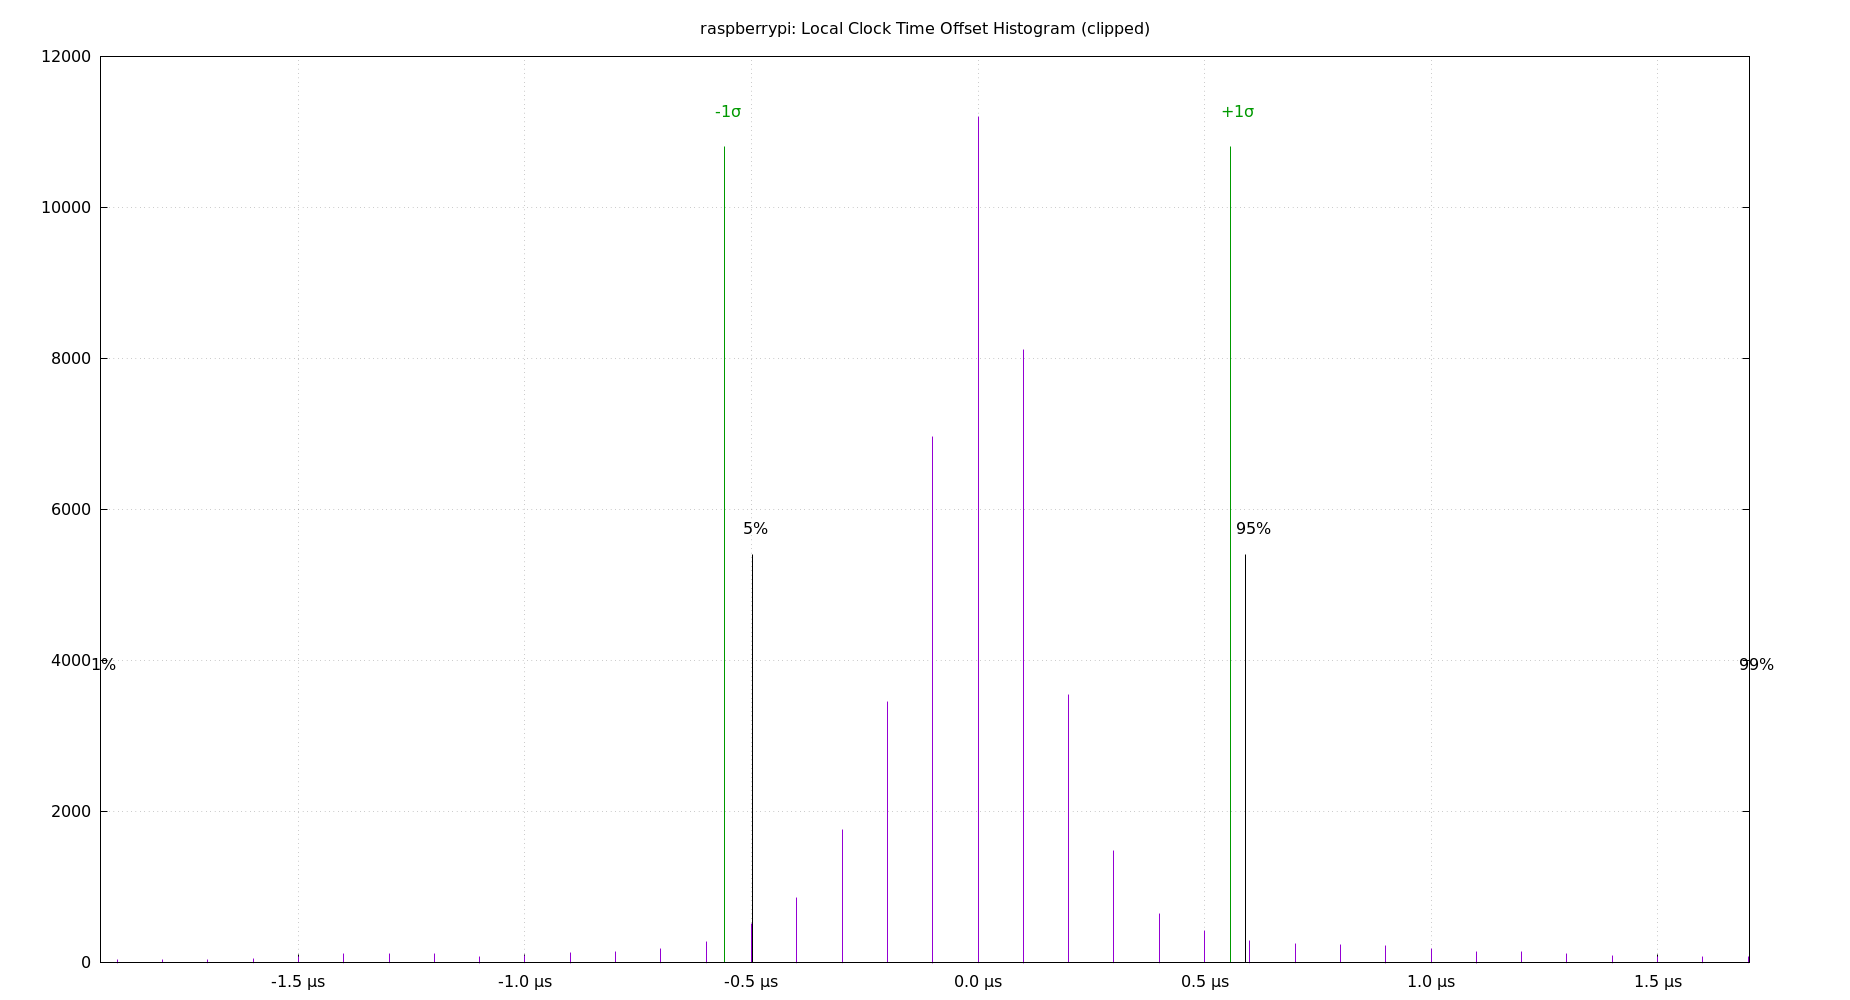 raspberrypi: Local Clock Time Offset Histogram (clipped)
12000
-1σ
+1σ
10000
8000
6000
5%
95%
4000
1%
99%
2000
0
-1.5 µs
-1.0 µs
-0.5 µs
0.0 µs
0.5 µs
1.0 µs
1.5 µs